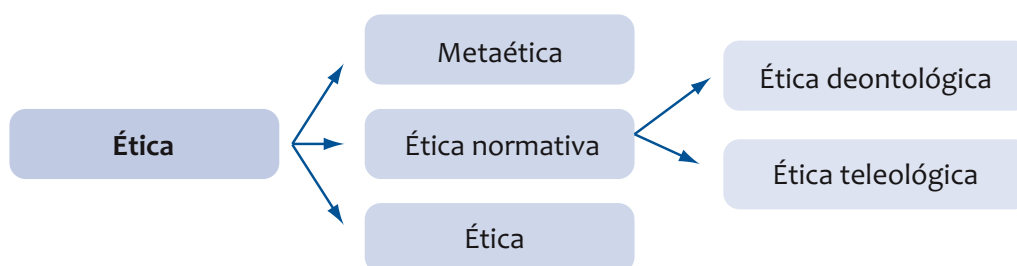 Ética
Metaética
Ética normativa
Ética
Ética deontológica
Ética teleológica